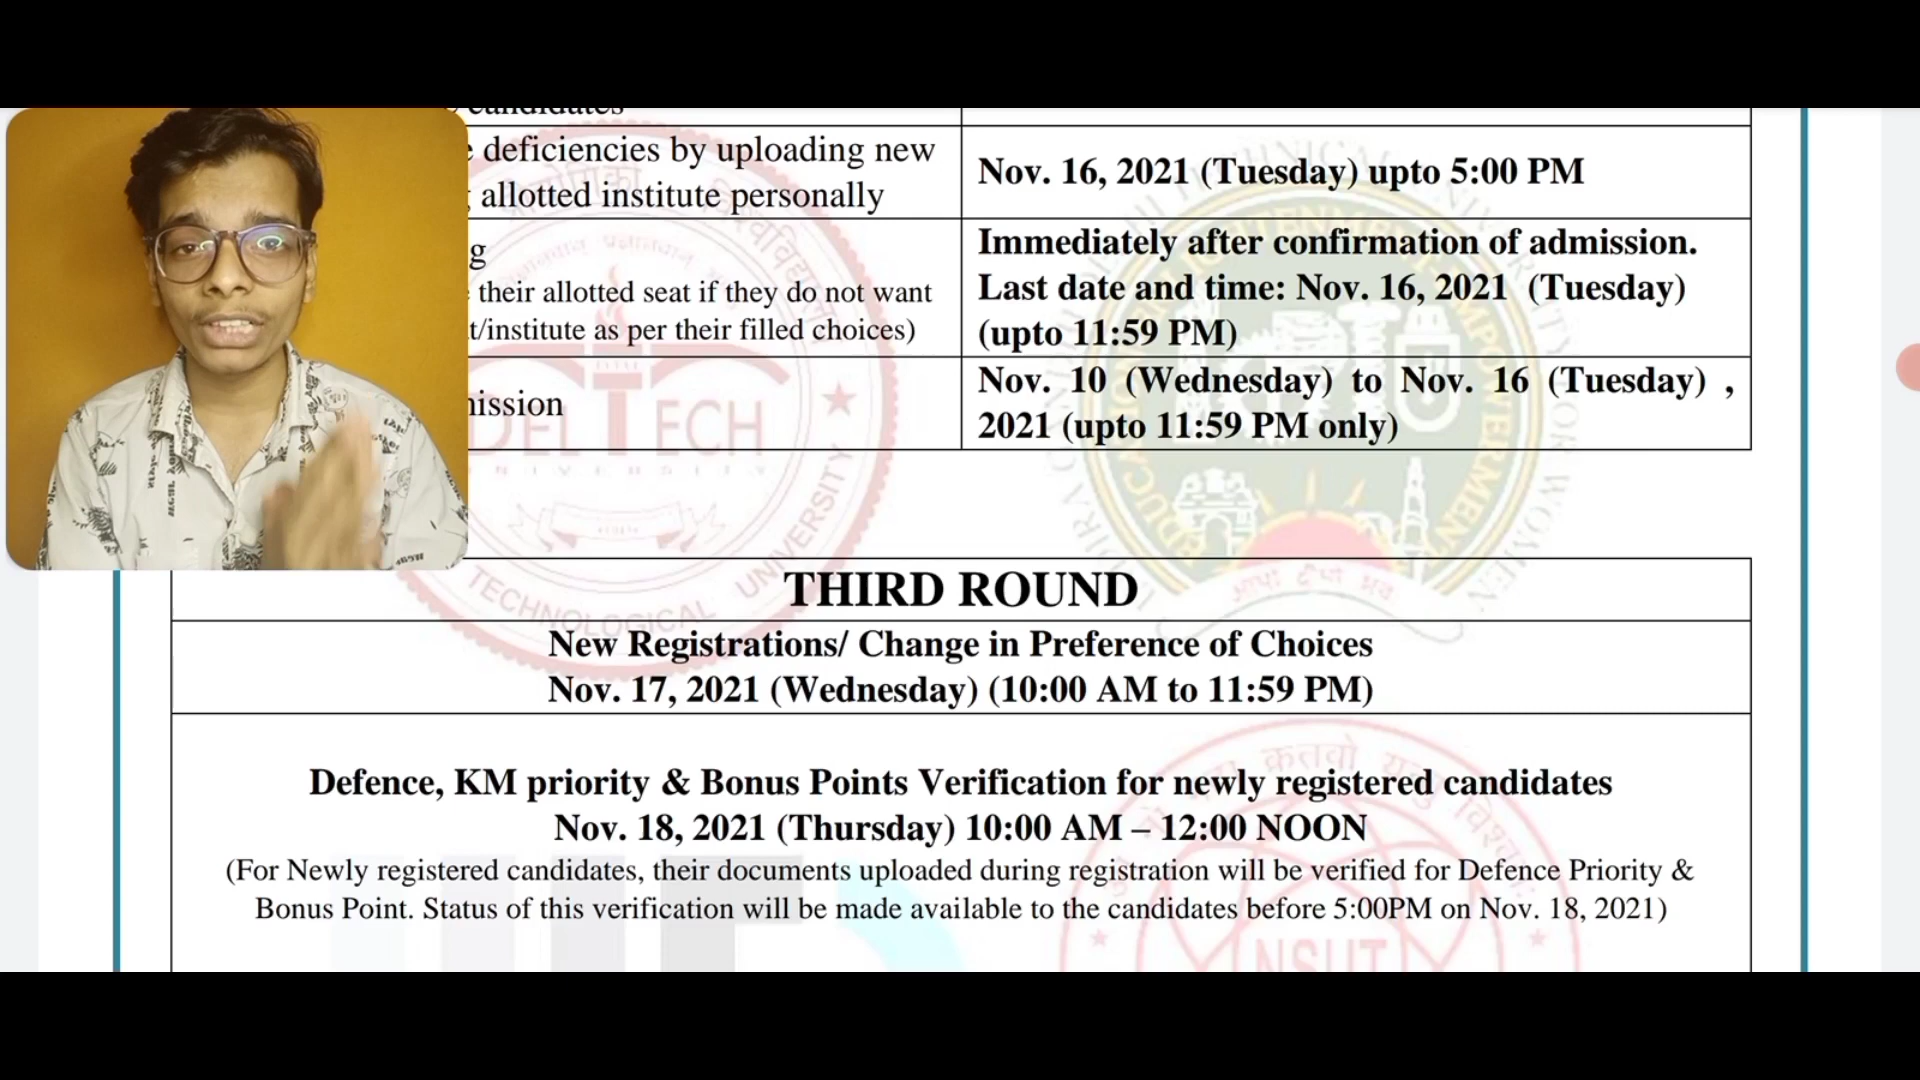 candidates
deficiencies by uploading new
allotted institute personally
Nov. 16, 2021 (Tuesday) upto 5:00 PM
g
their allotted seat if they do not want
t/institute as per their filled choices)
Immediately after confirmation of admission.
Last date and time: Nov. 16, 2021 (Tuesday)
(upto 11:59 PM)
ission
Nov. 10 (Wednesday) to Nov. 16 (Tuesday) ,
2021 (upto 11:59 PM only)
DELTECH
UNIVERSITY
TECHNOLOGICAL UNIVERSITY
THIRD ROUND
New Registrations/ Change in Preference of Choices
Nov. 17, 2021 (Wednesday) (10:00 AM to 11:59 PM)
Defence, KM priority & Bonus Points Verification for newly registered candidates
Nov. 18, 2021 (Thursday) 10:00 AM – 12:00 NOON
(For Newly registered candidates, their documents uploaded during registration will be verified for Defence Priority &
Bonus Point. Status of this verification will be made available to the candidates before 5:00PM on Nov. 18, 2021)
NSUT